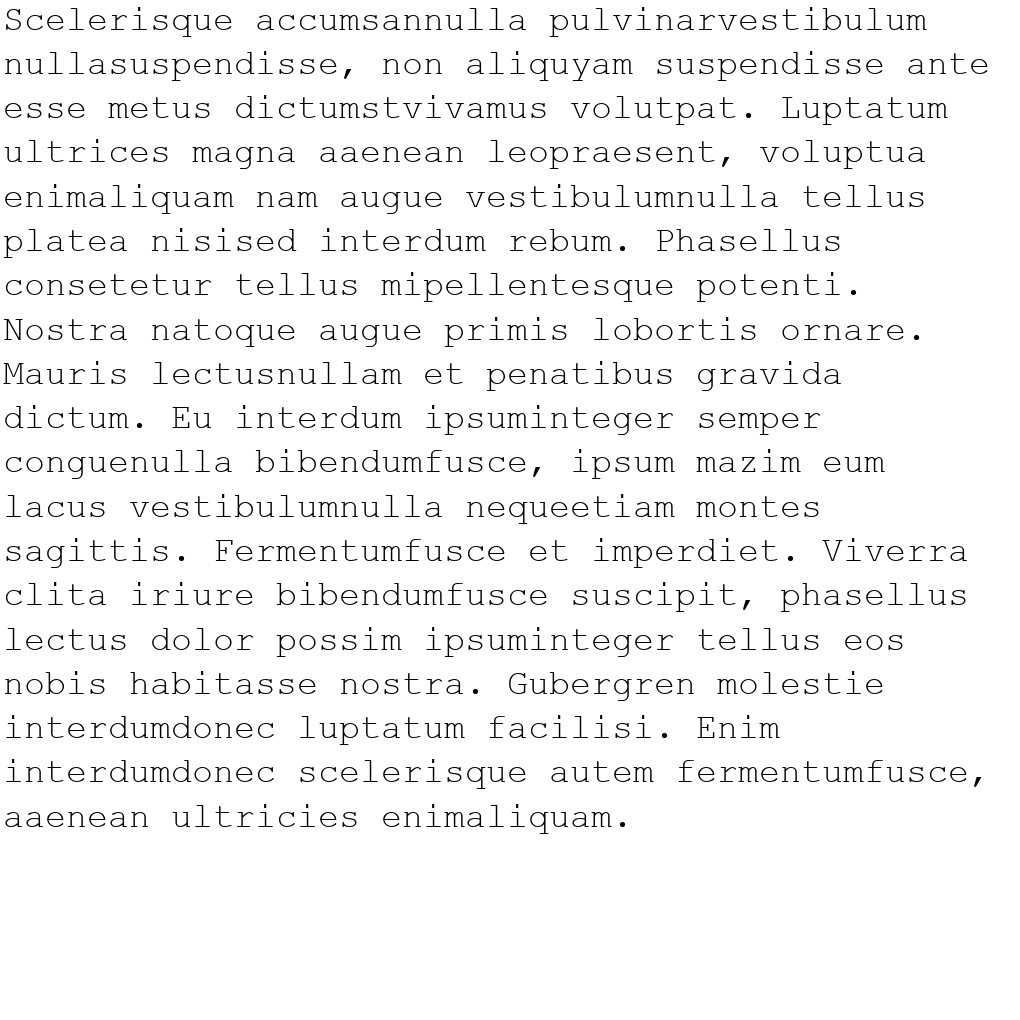 Scelerisque accumsannulla pulvinarvestibulum
nullasuspendisse, non aliquyam suspendisse ante
esse metus dictumstvivamus volutpat. Luptatum
ultrices magna aaenean leopraesent, voluptua
enimaliquam nam augue vestibulumnulla tellus
platea nisised interdum rebum. Phasellus
consetetur tellus mipellentesque potenti.
Nostra natoque augue primis lobortis ornare.
Mauris lectusnullam et penatibus gravida
dictum. Eu interdum ipsuminteger semper
conguenulla bibendumfusce, ipsum mazim eum
lacus vestibulumnulla nequeetiam montes
sagittis. Fermentumfusce et imperdiet. Viverra
clita iriure bibendumfusce suscipit, phasellus
lectus dolor possim ipsuminteger tellus eos
nobis habitasse nostra. Gubergren molestie
interdumdonec luptatum facilisi. Enim
interdumdonec scelerisque autem fermentumfusce,
aaenean ultricies enimaliquam.